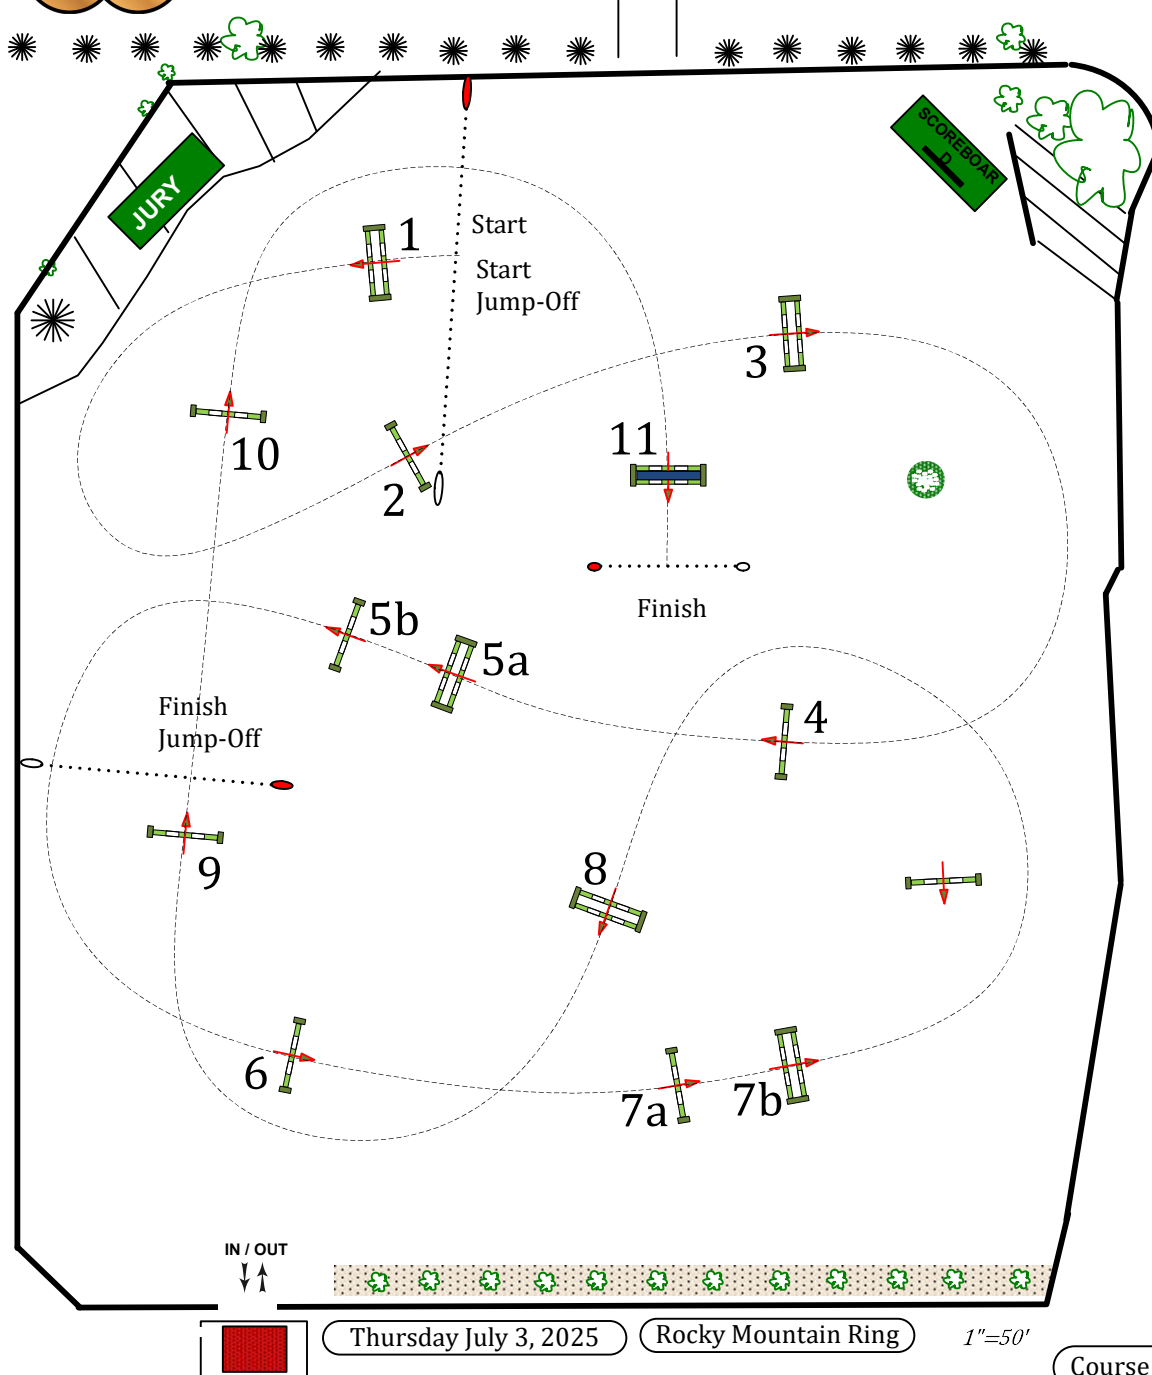 JURY
SCOREBOAR
D
1
Start
Start
Jump-Off
3
10
2
11
Finish
5b
5a
4
Finish
Jump-Off
9
8
6
7a
7b
IN / OUT
Thursday July 3, 2025
Rocky Mountain Ring
1"=50'
Course